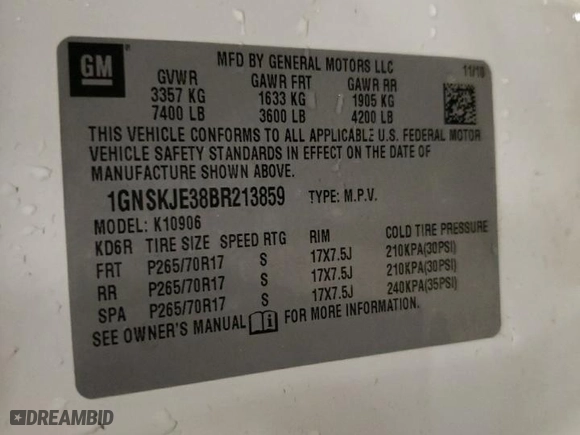 GM
MFD BY GENERAL MOTORS LLC
11/10
GVWR GAWR FRT GAWR RR
3357 KG 1633 KG 1905 KG
7400 LB 3600 LB 4200 LB
THIS VEHICLE CONFORMS TO ALL APPLICABLE U.S. FEDERAL MOTOR
VEHICLE SAFETY STANDARDS IN EFFECT ON THE DATE OF
MANUFACTURE SHOWN ABOVE.
1GNSKJE38BR213859 TYPE: M.P.V.
MODEL: K10906
KD6R TIRE SIZE SPEED RTG RIM COLD TIRE PRESSURE
FRT P265/70R17 S 17X7.5J 210KPA(30PSI)
RR P265/70R17 S 17X7.5J 210KPA(30PSI)
SPA P265/70R17 S 17X7.5J 240KPA(35PSI)
SEE OWNER'S MANUAL FOR MORE INFORMATION.
DREAMBID